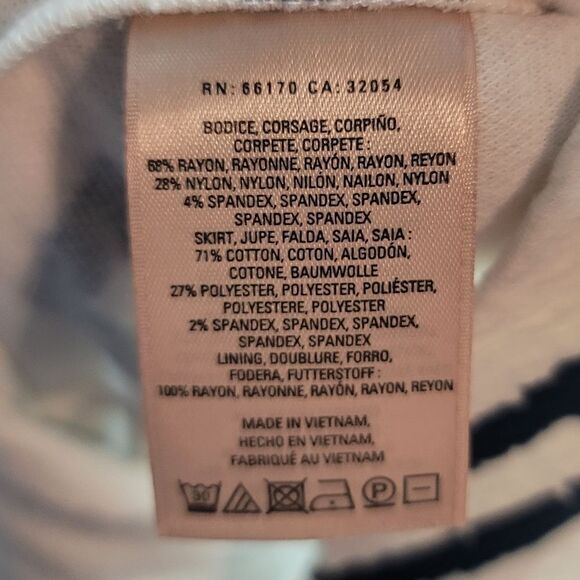 RN: 66170 CA: 32054
BODICE, CORSAGE, CORPIÑO,
CORPETE, CORPETE :
68% RAYON, RAYONNE, RAYÓN, RAYON, REYON
28% NYLON, NYLON, NILÓN, NAILON, NYLON
4% SPANDEX, SPANDEX, SPANDEX,
SPANDEX, SPANDEX
SKIRT, JUPE, FALDA, SAIA, SAIA :
71% COTTON, COTON, ALGODÓN,
COTONE, BAUMWOLLE
27% POLYESTER, POLYESTER, POLIÉSTER,
POLYESTERE, POLYESTER
2% SPANDEX, SPANDEX, SPANDEX,
SPANDEX, SPANDEX
LINING, DOUBLURE, FORRO,
FODERA, FUTTERSTOFF :
100% RAYON, RAYONNE, RAYÓN, RAYON, REYON
MADE IN VIETNAM,
HECHO EN VIETNAM,
FABRIQUÉ AU VIETNAM
30 P